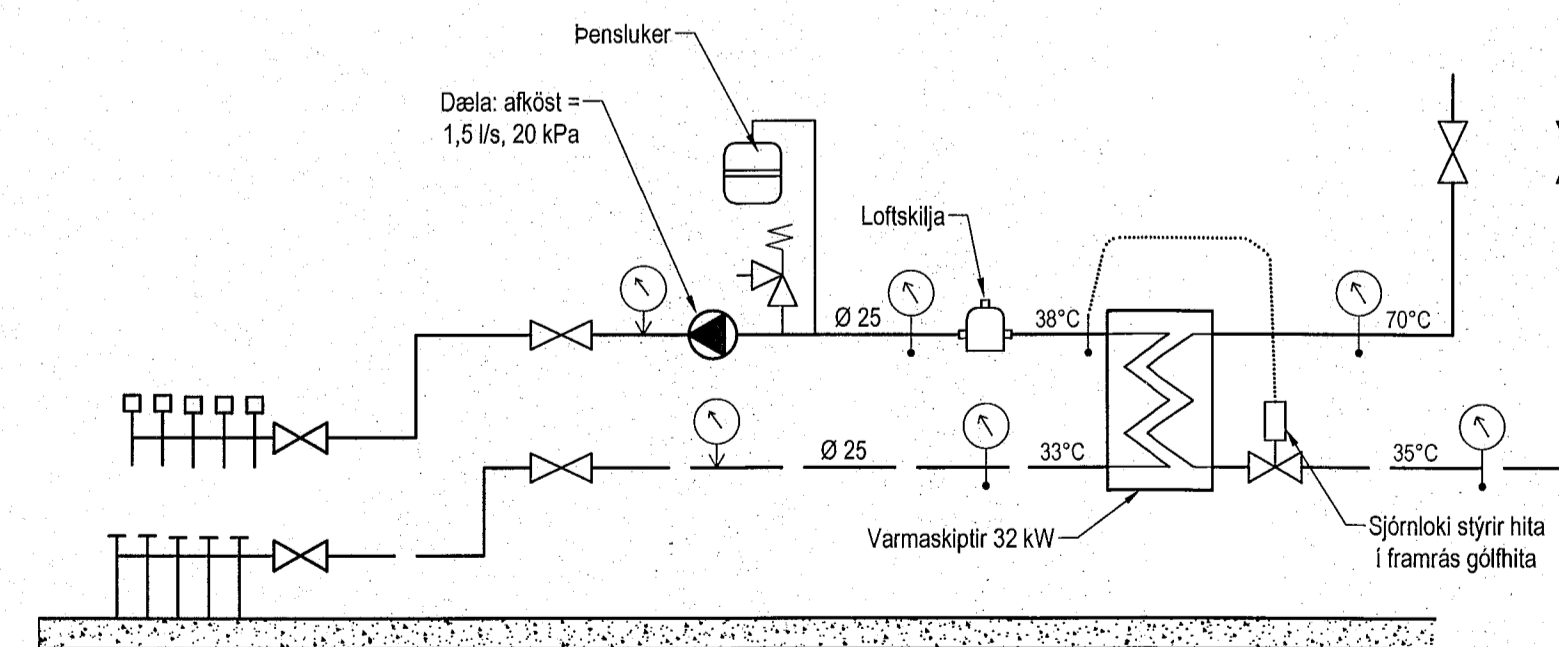 Þensluker
Dæla: afköst =
1,5 l/s, 20 kPa
Loftskilja
Ø 25
38°C
70°C
Ø 25
33°C
35°C
Varmaskiptir 32 kW
Sjórnloki stýrir hita
í framrás gólfhita